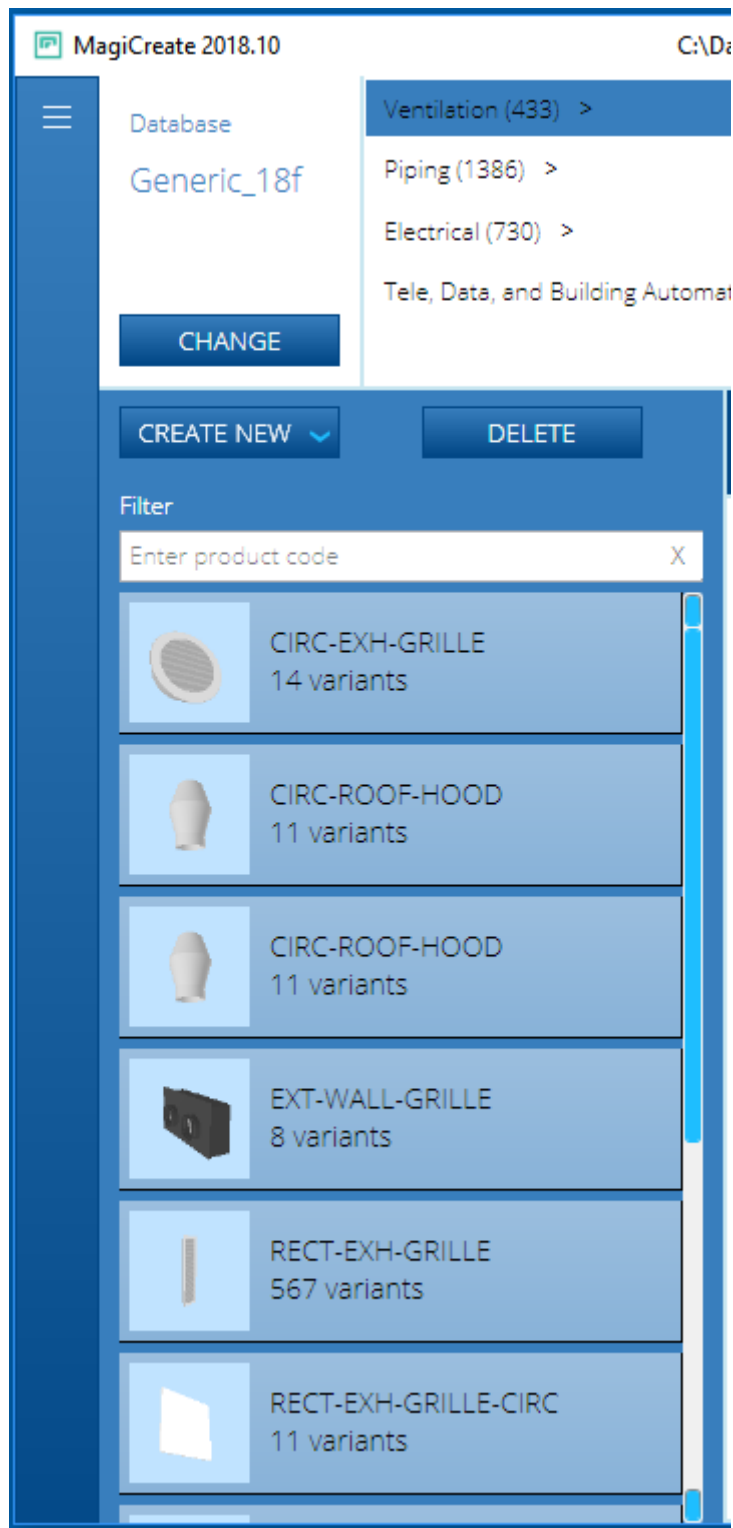 MagiCreate 2018.10
C:\Da
Database
Generic_18f
CHANGE
Ventilation (433) >
Piping (1386) >
Electrical (730) >
Tele, Data, and Building Automat
CREATE NEW
DELETE
Filter
Enter product code X
CIRC-EXH-GRILLE
14 variants
CIRC-ROOF-HOOD
11 variants
CIRC-ROOF-HOOD
11 variants
EXT-WALL-GRILLE
8 variants
RECT-EXH-GRILLE
567 variants
RECT-EXH-GRILLE-CIRC
11 variants